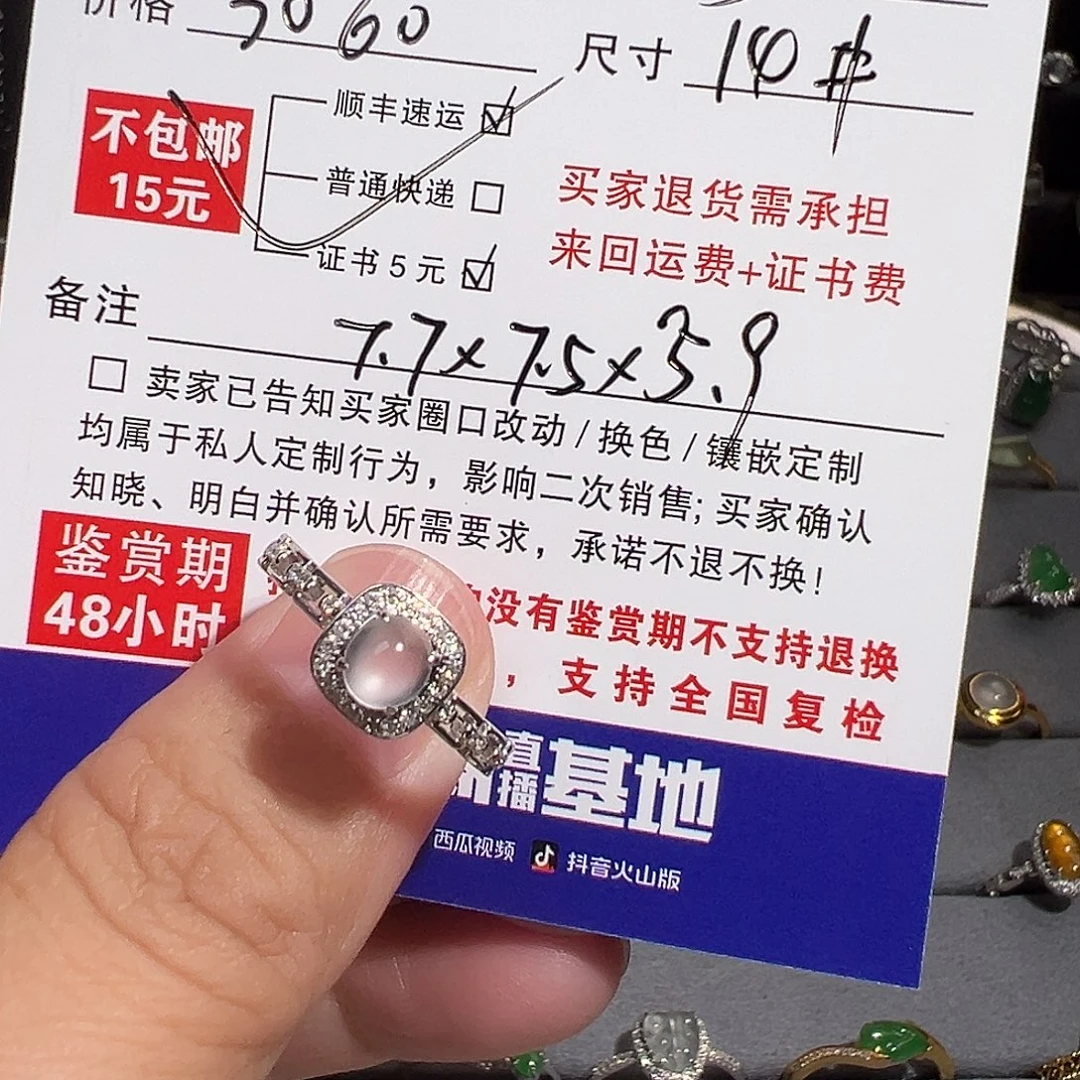 价格 3060 尺寸 14#
不包邮
15元
顺丰速运 ☑
普通快递 □
证书5元 ☑
买家退货需承担
来回运费+证书费
备注 7.7×7.5×3.9
□ 卖家已告知买家圈口改动/换色/镶嵌定制
均属于私人定制行为，影响二次销售;买家确认
知晓、明白并确认所需要求，承诺不退不换!
鉴赏期
48小时
没有鉴赏期不支持退换
，支持全国复检
直播基地
西瓜视频 抖音火山版